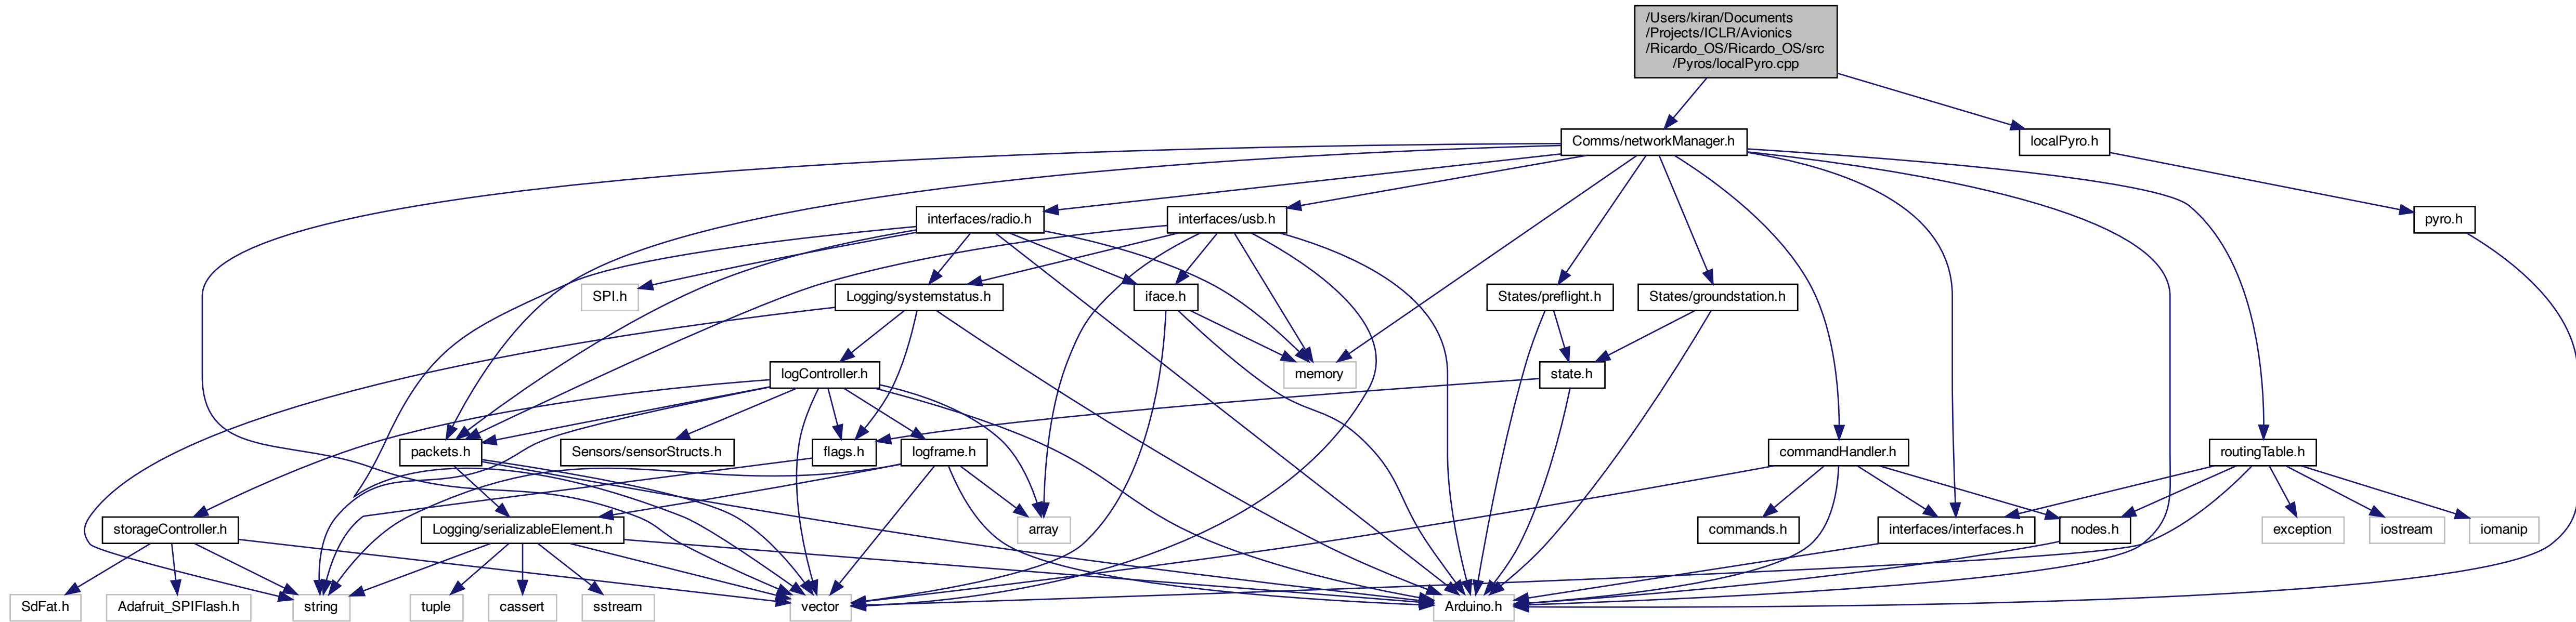 /Users/kiran/Documents
/Projects/ICLR/Avionics
/Ricardo_OS/Ricardo_OS/src
/Pyros/localPyro.cpp
Comms/networkManager.h
localPyro.h
interfaces/radio.h
interfaces/usb.h
pyro.h
SPI.h
Logging/systemstatus.h
iface.h
States/preflight.h
States/groundstation.h
logController.h
memory
state.h
packets.h
Sensors/sensorStructs.h
flags.h
logframe.h
commandHandler.h
routingTable.h
storageController.h
Logging/serializableElement.h
array
commands.h
interfaces/interfaces.h
nodes.h
exception
iostream
iomanip
SdFat.h
Adafruit_SPIFlash.h
string
tuple
cassert
sstream
vector
Arduino.h